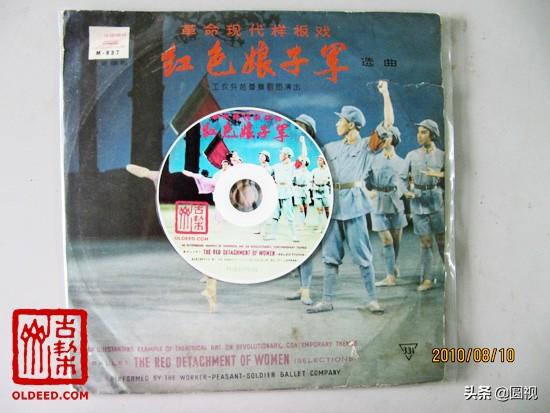 M-837
革命现代样板戏
红色娘子军 选曲
工农兵芭蕾舞剧团演出
红色娘子军
OLDEED.COM
THE RED DETACHMENT OF WOMEN (SELECTIONS)
OUTSTANDING EXAMPLE OF THEATRICAL ART ON REVOLUTIONARY, CONTEMPORARY THEMES
THE RED DETACHMENT OF WOMEN (SELECTIONS)
PERFORMED BY THE WORKER-PEASANT-SOLDIER BALLET COMPANY
331
2010/08/10
OLDEED.COM
头条 @圆视